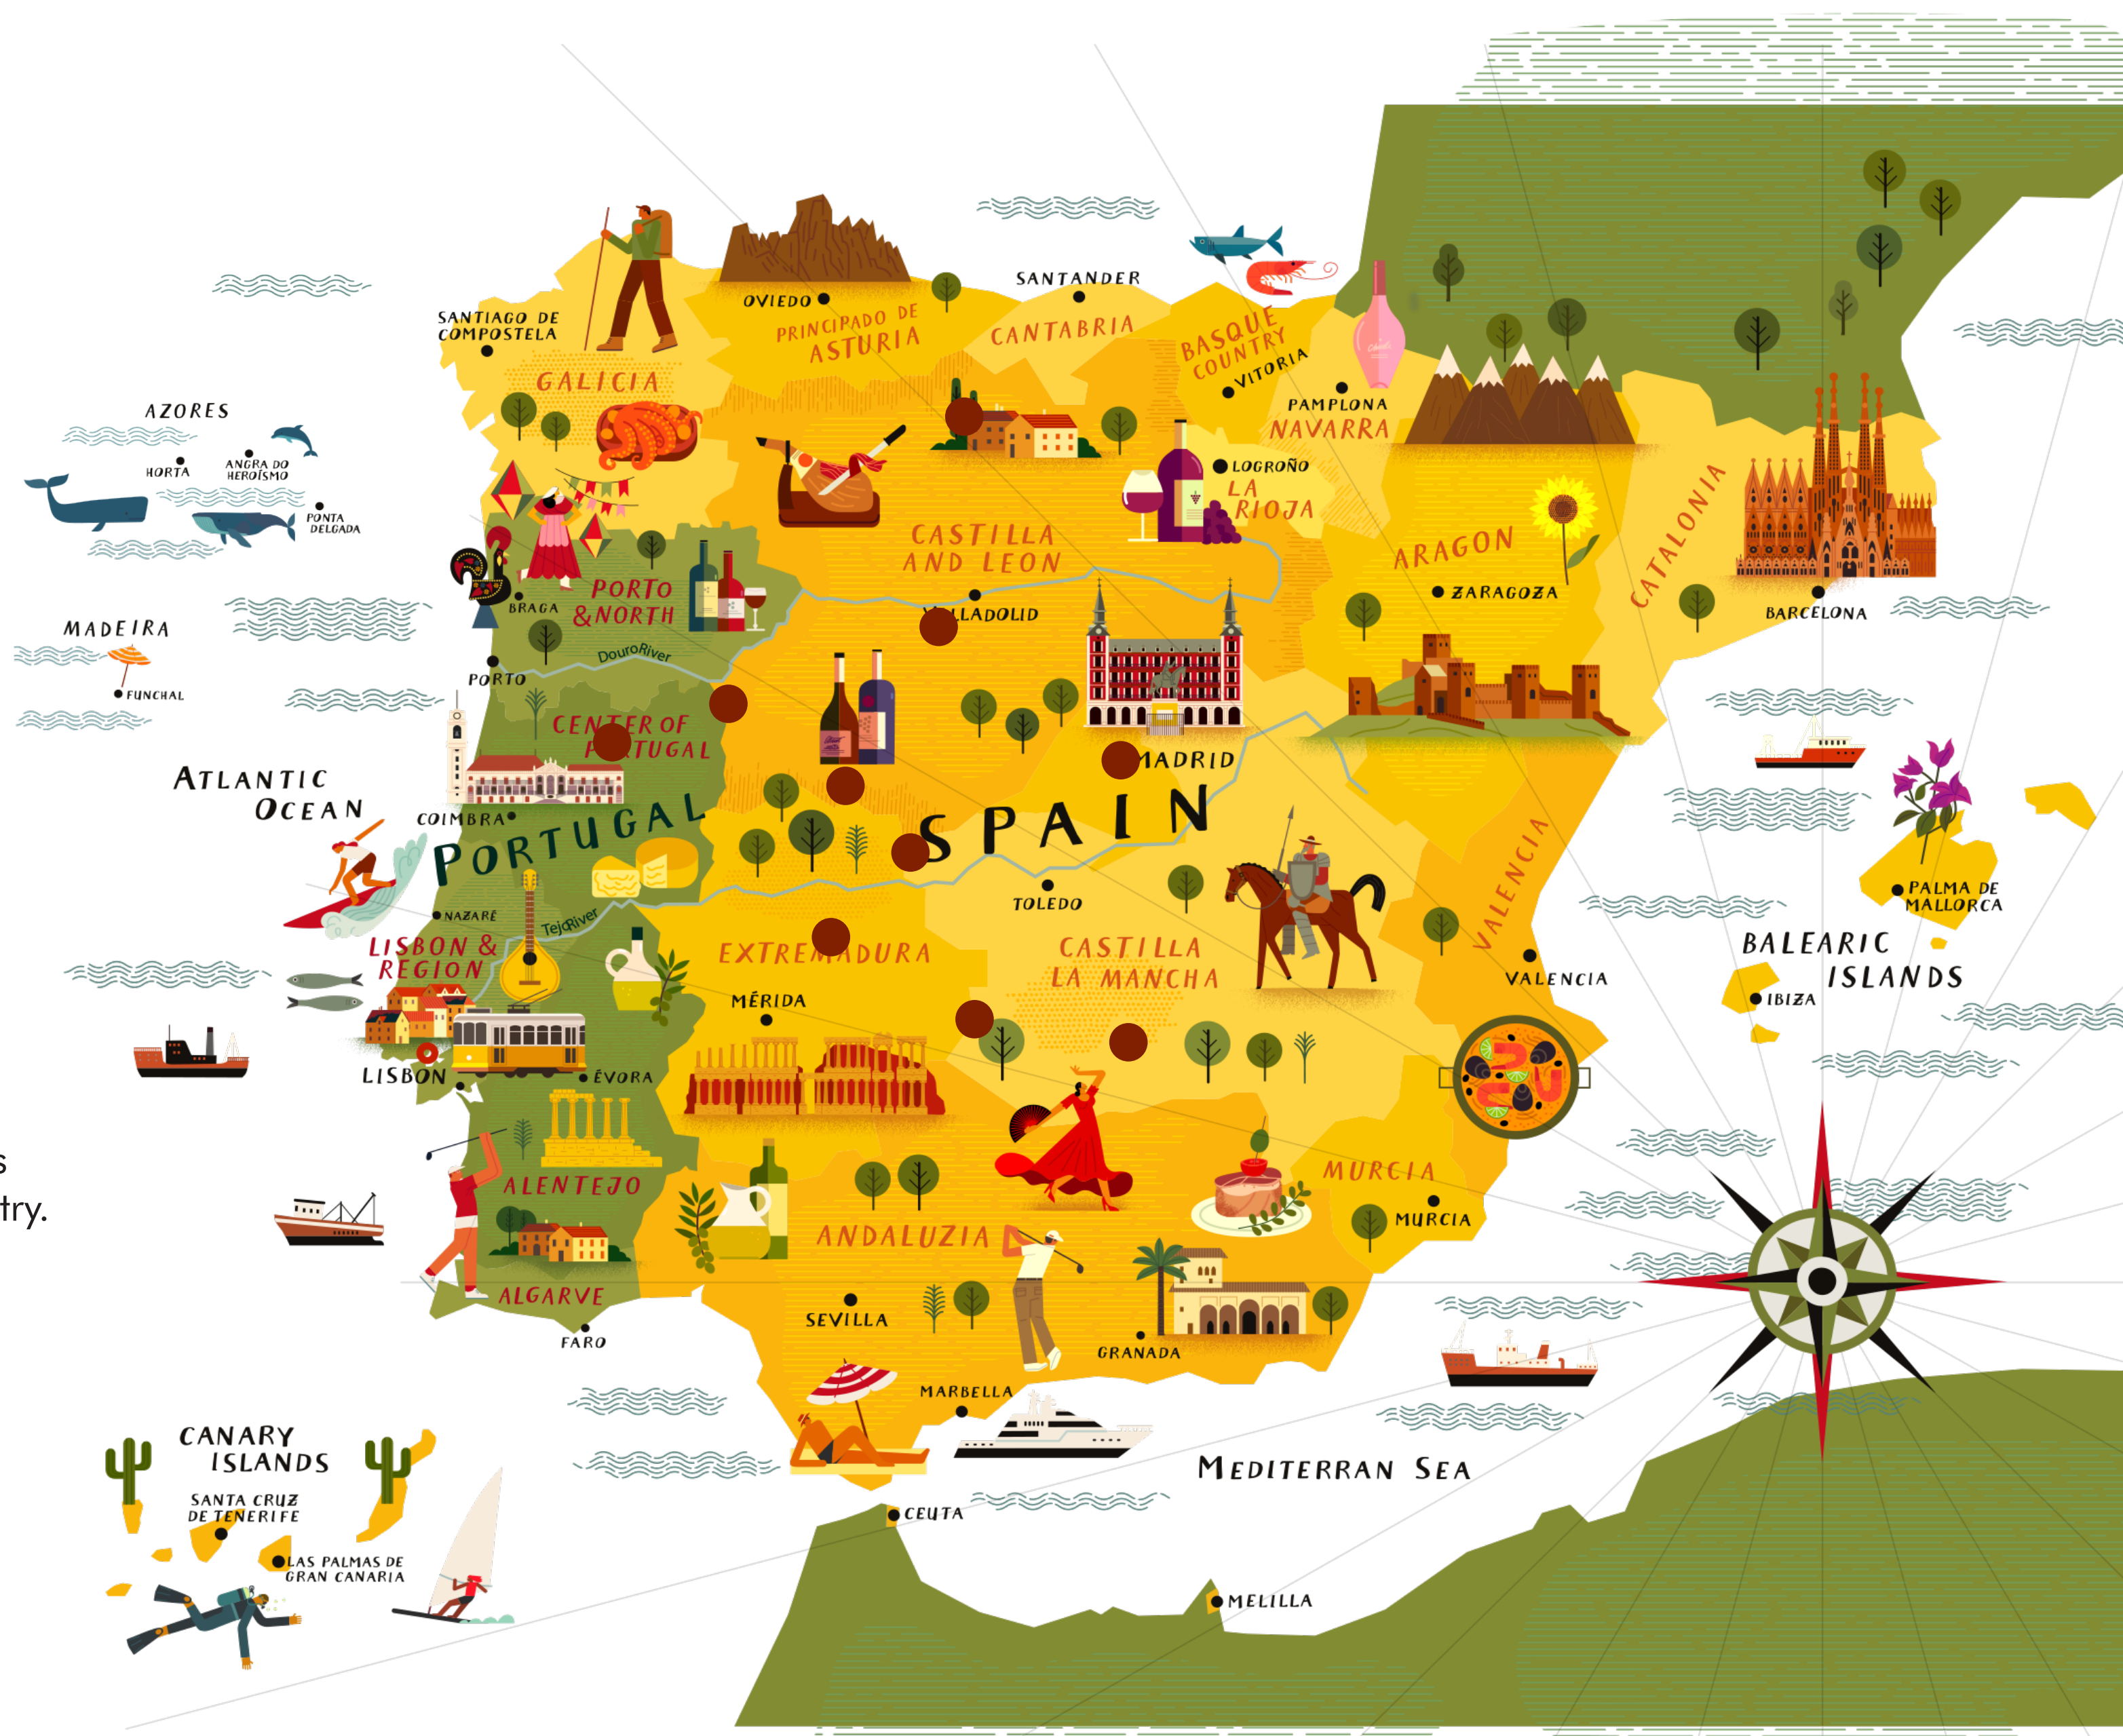 SANTANDER
OVIEDO
PRINCIPADO DE
ASTURIA
CANTABRIA
BASQUE
COUNTRY
VITORIA
SANTIAGO DE
COMPOSTELA
GALICIA
PAMPLONA
NAVARRA
AZORES
HORTA
ANGRA DO
HEROÍSMO
PONTA
DELGADA
LOGROÑO
LA
RIOJA
CASTILLA
AND LEON
ARAGON
ZARAGOZA
CATALONIA
BARCELONA
PORTO
&NORTH
BRAGA
LLADOLID
MADEIRA
FUNCHAL
DouroRiver
PORTO
CENTER OF
TUGAL
MADRID
ATLANTIC
OCEAN
COIMBRA
PORTUGAL
SPAIN
VALENCIA
TOLEDO
PALMA DE
MALLORCA
NAZARÉ
TejoRiver
LISBON &
REGION
EXTREMADURA
CASTILLA
LA MANCHA
BALEARIC
ISLANDS
VALENCIA
IBIZA
MÉRIDA
LISBON
ÉVORA
s
try.
ALENTEJO
MURCIA
MURCIA
ANDALUZIA
ALGARVE
SEVILLA
FARO
GRANADA
MARBELLA
CANARY
ISLANDS
MEDITERRAN SEA
SANTA CRUZ
DE TENERIFE
CEUTA
LAS PALMAS DE
GRAN CANARIA
MELILLA